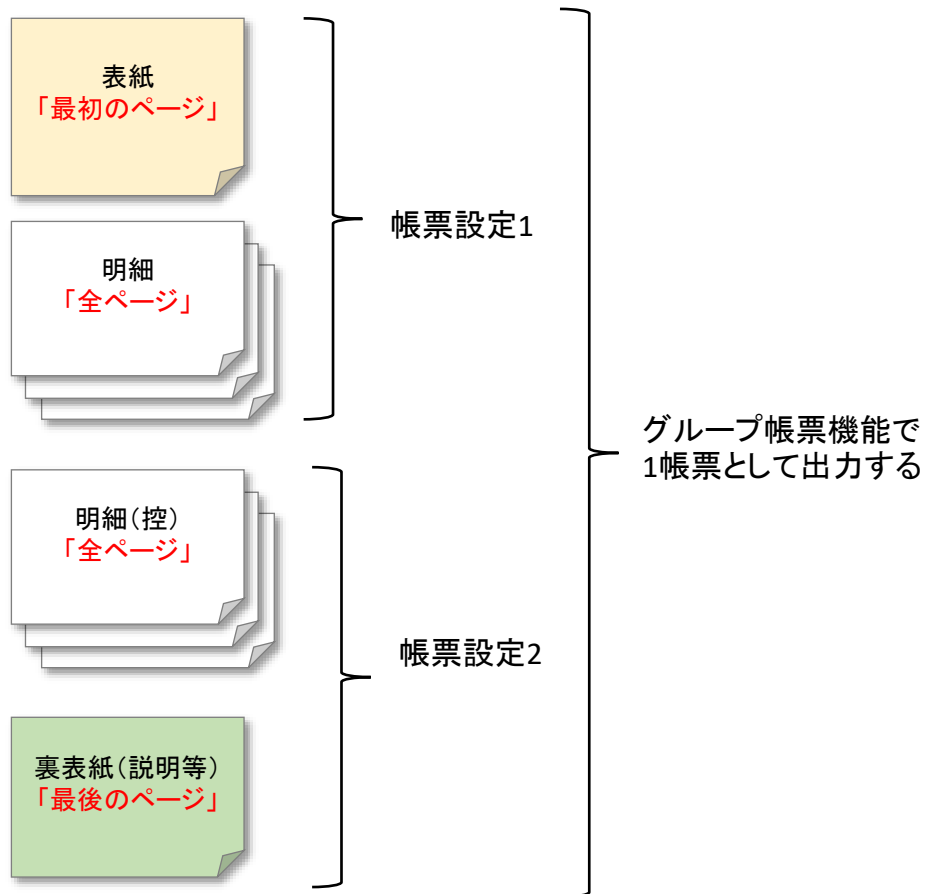 表紙
「最初のページ」
明細
「全ページ」
帳票設定1
明細（控）
「全ページ」
裏表紙（説明等）
「最後のページ」
帳票設定2
グループ帳票機能で
1帳票として出力する